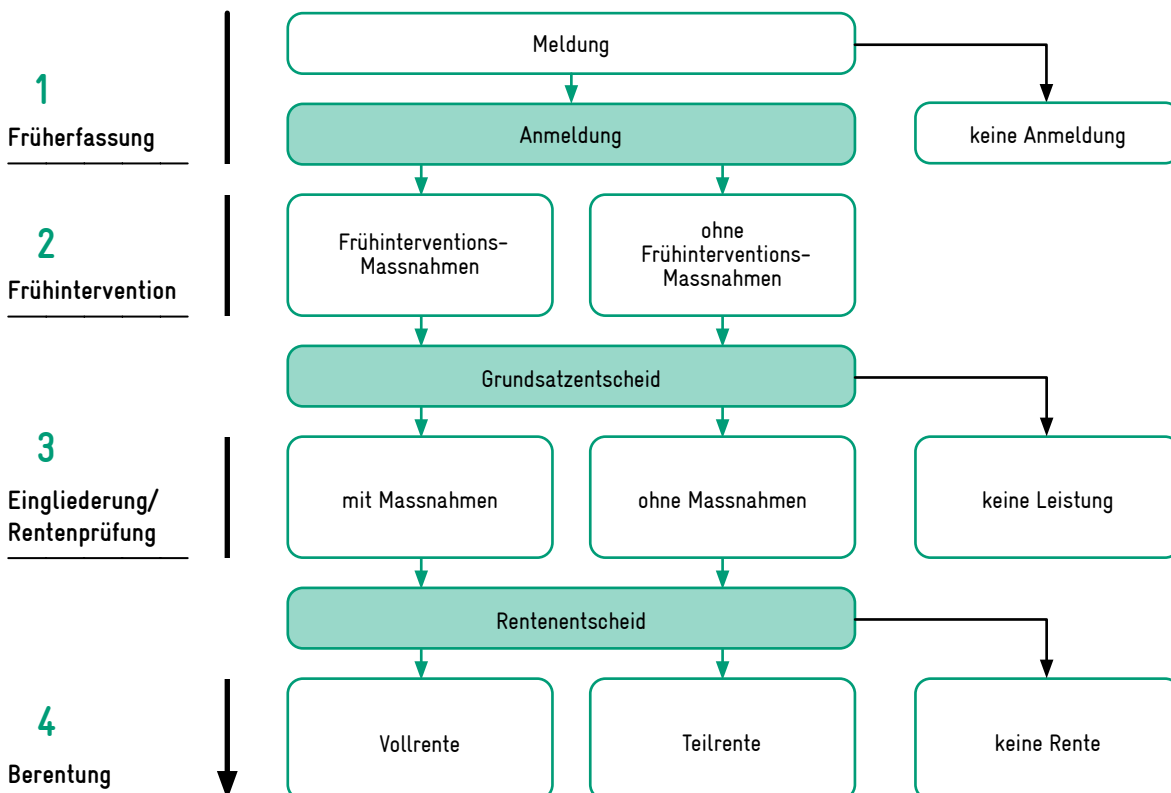 1
Früherfassung
Meldung
Anmeldung
keine Anmeldung
2
Frühintervention
Frühinterventions-
Massnahmen
ohne
Frühinterventions-
Massnahmen
Grundsatzentscheid
3
Eingliederung/
Rentenprüfung
mit Massnahmen
ohne Massnahmen
keine Leistung
Rentenentscheid
4
Berentung
Vollrente
Teilrente
keine Rente